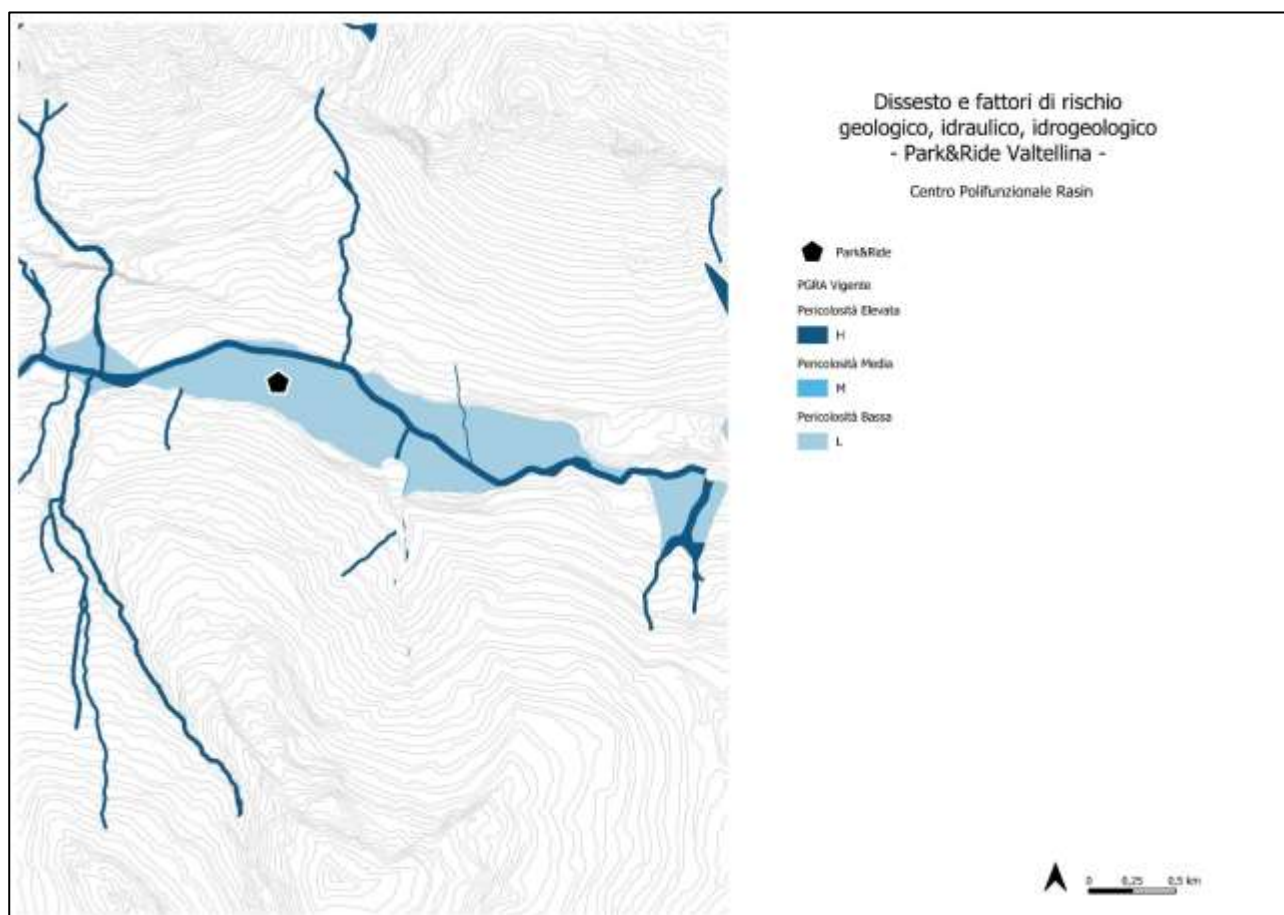 Dissesto e fattori di rischio
geologico, idraulico, idrogeologico
- Park&Ride Valtellina -
Centro Polifunzionale Rasin
Park&Ride
PGRA Vigente
Pericolosità Elevata
H
Pericolosità Media
M
Pericolosità Bassa
L
0 0,25 0,5 km